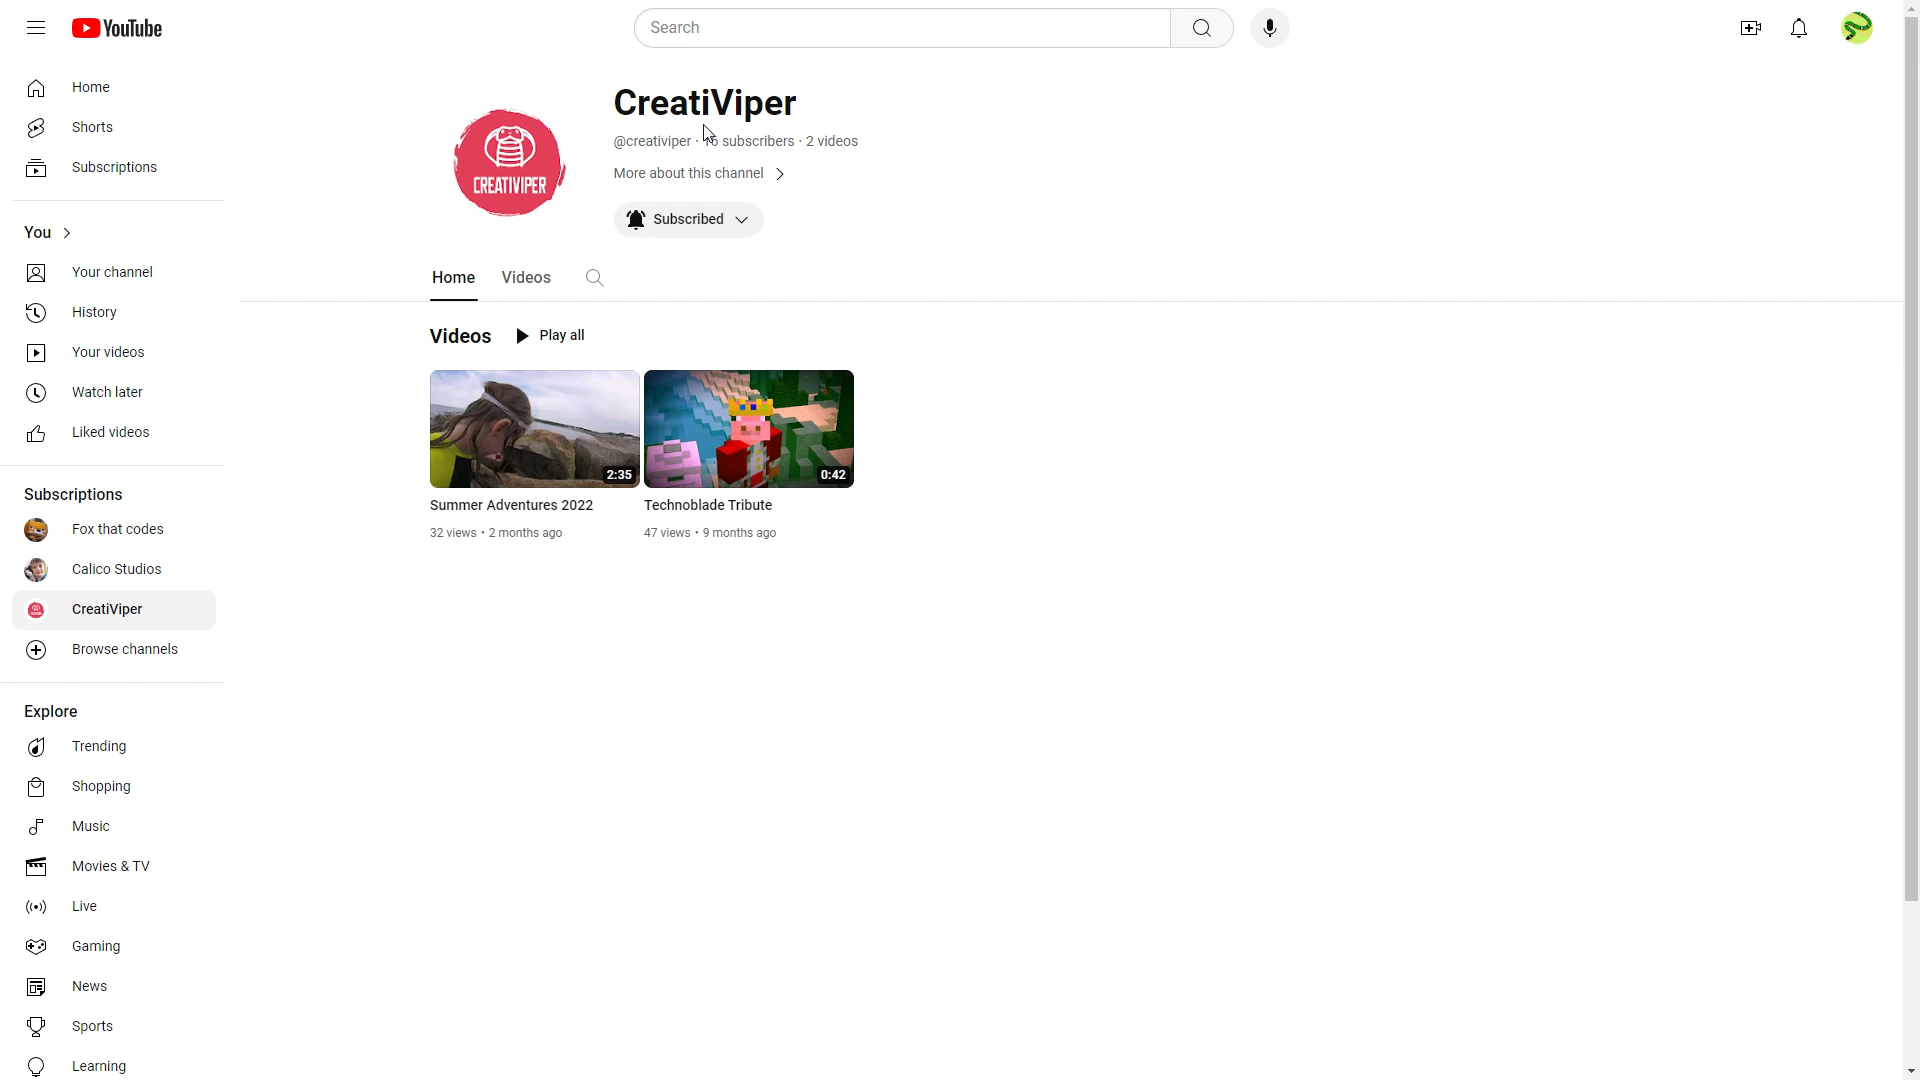 YouTube
Search
Home
Shorts
Subscriptions
You
Your channel
History
Your videos
Watch later
Liked videos
Subscriptions
Fox that codes
Calico Studios
CreatiViper
Browse channels
Explore
Trending
Shopping
Music
Movies & TV
Live
Gaming
News
Sports
Learning
CREATIVIPER
CreatiViper
@creativiper · subscribers · 2 videos
More about this channel
Subscribed
Home Videos
Videos Play all
2:35
0:42
Summer Adventures 2022
32 views • 2 months ago
Technoblade Tribute
47 views • 9 months ago